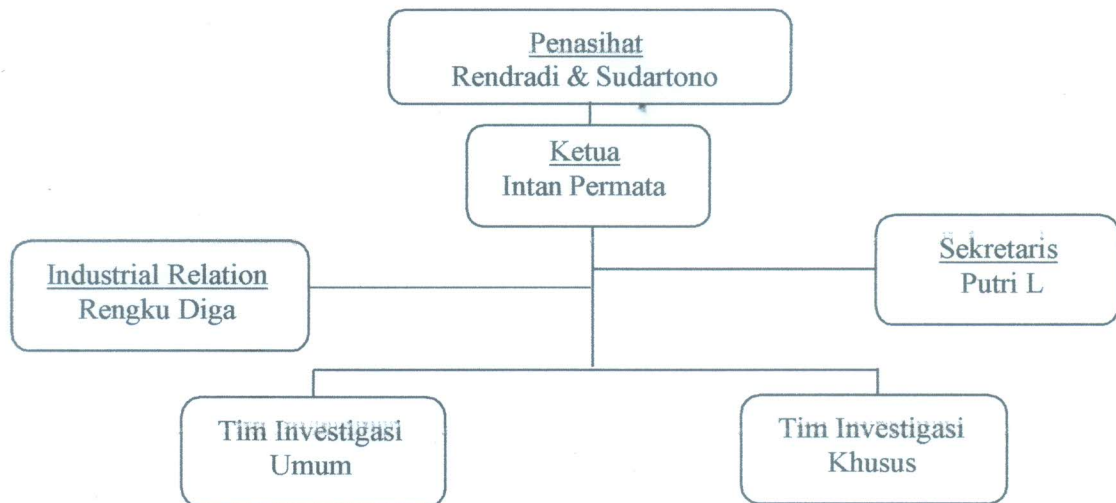 Penasihat
Rendradi & Sudartono
Ketua
Intan Permata
Industrial Relation
Rengku Diga
Sekretaris
Putri L
Tim Investigasi
Umum
Tim Investigasi
Khusus